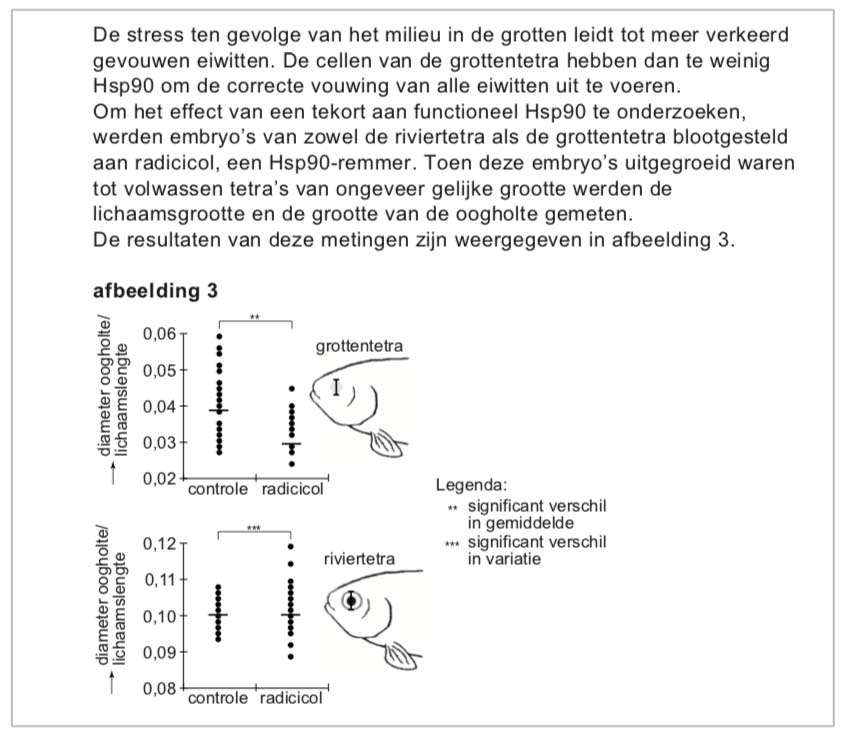 De stress ten gevolge van het milieu in de grotten leidt tot meer verkeerd
gevouwen eiwitten. De cellen van de grottentetra hebben dan te weinig
Hsp90 om de correcte vouwing van alle eiwitten uit te voeren.
Om het effect van een tekort aan functioneel Hsp90 te onderzoeken,
werden embryo's van zowel de riviertetra als de grottentetra blootgesteld
aan radicicol, een Hsp90-remmer. Toen deze embryo's uitgegroeid waren
tot volwassen tetra's van ongeveer gelijke grootte werden de
lichaamsgrootte en de grootte van de oogholte gemeten.
De resultaten van deze metingen zijn weergegeven in afbeelding 3.
afbeelding 3
diameter oogholte/
lichaamslengte
**
0,06
0,05
0,04
0,03
0,02
grottentetra
controle radicicol
diameter oogholte/
lichaamslengte
***
0,12
0,11
0,10
0,09
0,08
riviertetra
controle radicicol
Legenda:
** significant verschil
in gemiddelde
*** significant verschil
in variatie